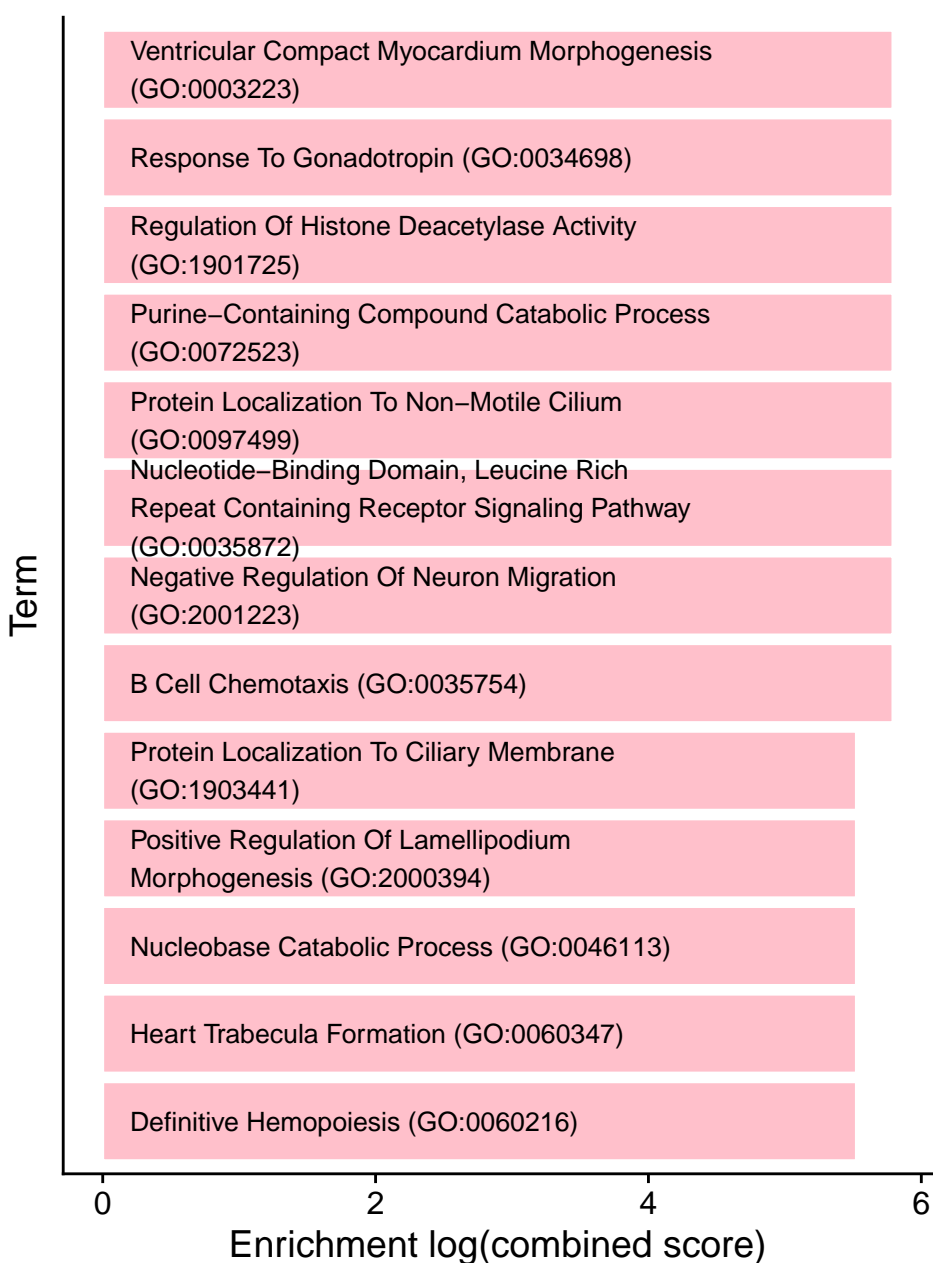 Ventricular Compact Myocardium Morphogenesis
(GO:0003223)
Response To Gonadotropin (GO:0034698)
Regulation Of Histone Deacetylase Activity
(GO:1901725)
Purine−Containing Compound Catabolic Process
(GO:0072523)
Protein Localization To Non−Motile Cilium
(GO:0097499)
Nucleotide−Binding Domain, Leucine Rich
Repeat Containing Receptor Signaling Pathway
(GO:0035872)
Negative Regulation Of Neuron Migration
(GO:2001223)
B Cell Chemotaxis (GO:0035754)
Protein Localization To Ciliary Membrane
(GO:1903441)
Positive Regulation Of Lamellipodium
Morphogenesis (GO:2000394)
Nucleobase Catabolic Process (GO:0046113)
Heart Trabecula Formation (GO:0060347)
Definitive Hemopoiesis (GO:0060216)
Term
0 2 4 6
Enrichment log(combined score)